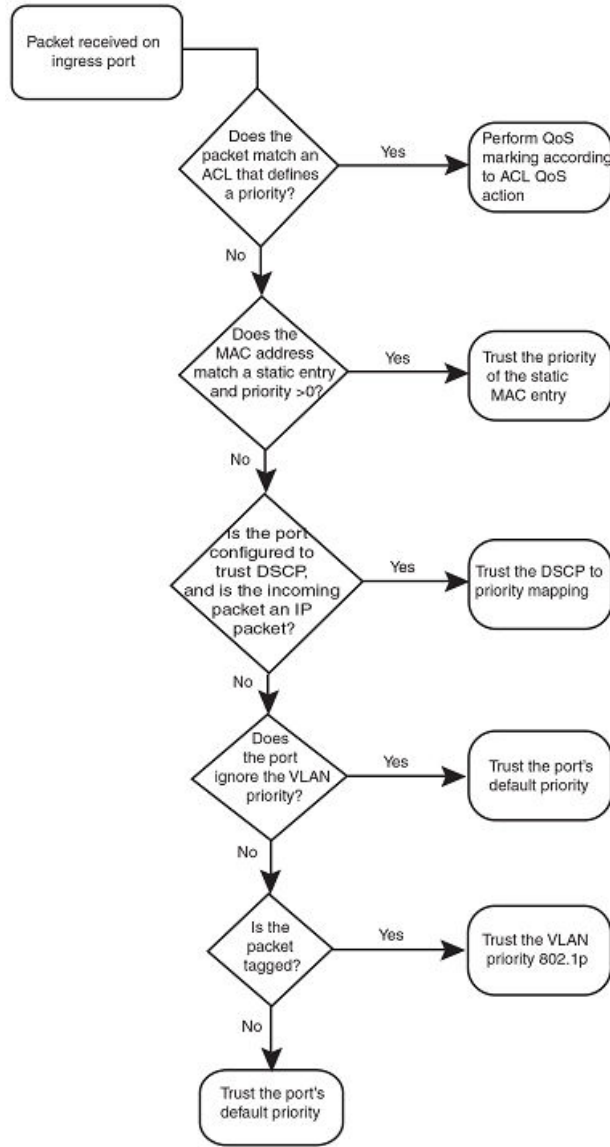 Packet received on
ingress port
Does the
packet match an
ACL that defines
a priority?
Yes
Perform QoS
marking according
to ACL QoS
action
No
Does the
MAC address
match a static entry
and priority >0?
Yes
Trust the priority
of the static
MAC entry
No
Is the port
configured to
trust DSCP,
and is the incoming
packet an IP
packet?
Yes
Trust the DSCP to
priority mapping
No
Does
the port
ignore the VLAN
priority?
Yes
Trust the port's
default priority
No
Is the
packet
tagged?
Yes
Trust the VLAN
priority 802.1p
No
Trust the port's
default priority